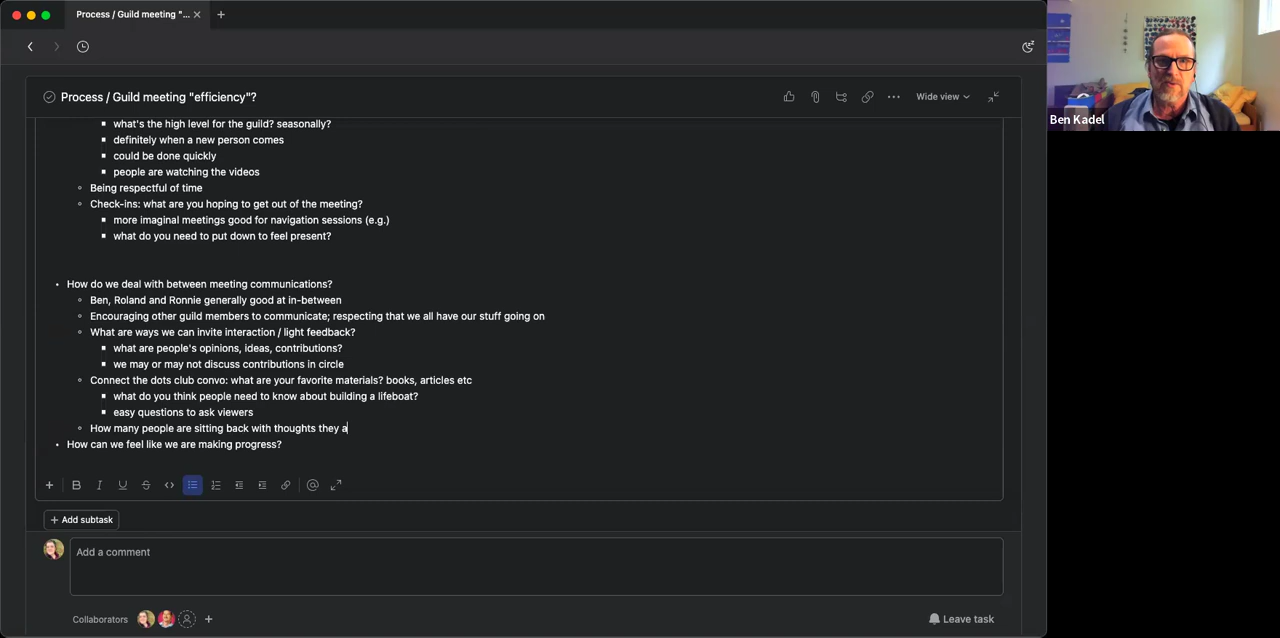 Process / Guild meeting "...
Process / Guild meeting "efficiency"?
Wide view
Ben Kadel
what's the high level for the guild? seasonally?
definitely when a new person comes
could be done quickly
people are watching the videos
Being respectful of time
Check-ins: what are you hoping to get out of the meeting?
more imaginal meetings good for navigation sessions (e.g.)
what do you need to put down to feel present?
How do we deal with between meeting communications?
Ben, Roland and Ronnie generally good at in-between
Encouraging other guild members to communicate; respecting that we all have our stuff going on
What are ways we can invite interaction / light feedback?
what are people's opinions, ideas, contributions?
we may or may not discuss contributions in circle
Connect the dots club convo: what are your favorite materials? books, articles etc
what do you think people need to know about building a lifeboat?
easy questions to ask viewers
How many people are sitting back with thoughts they a
How can we feel like we are making progress?
B I U S
+ Add subtask
Add a comment
Collaborators
Leave task